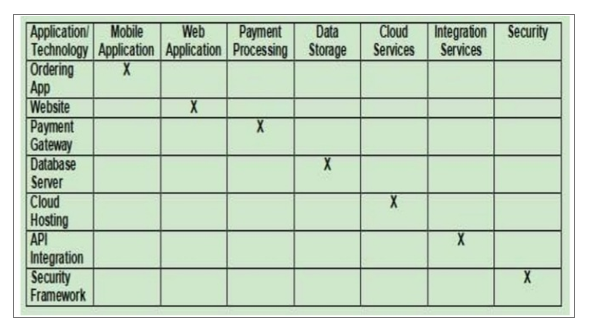 Application/ Mobile Web Payment Data Cloud Integration Security
Technology Application Application Processing Storage Services Services
Ordering X
App
Website X
Payment X
Gateway
Database X
Server
Cloud X
Hosting
API X
Integration
Security X
Framework